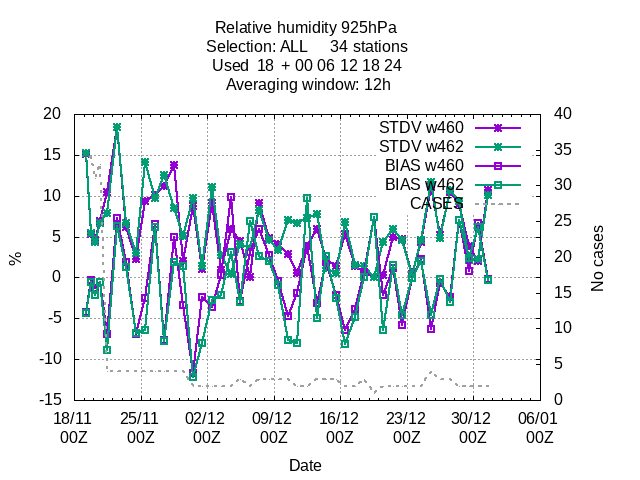 Relative humidity 925hPa
Selection: ALL 34 stations
Used 18 + 00 06 12 18 24
Averaging window: 12h
20 40
STDV w460
STDV w462
35
15
BIAS w460
BIAS w462
30
10
CASES
25
5
20
%
No cases
0
15
-5
10
-10
5
-15 0
18/11 25/11 02/12 09/12 16/12 23/12 30/12 06/01
00Z 00Z 00Z 00Z 00Z 00Z 00Z 00Z
Date